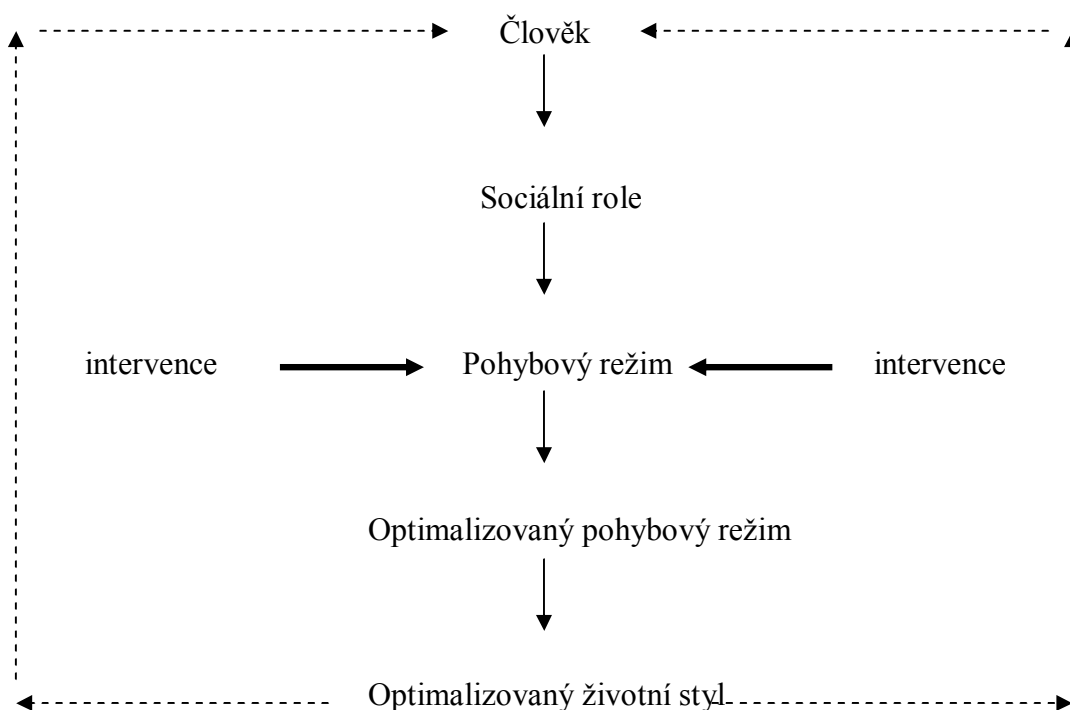 Člověk
Sociální role
intervence Pohybový režim intervence
Optimalizovaný pohybový režim
Optimalizovaný životní styl